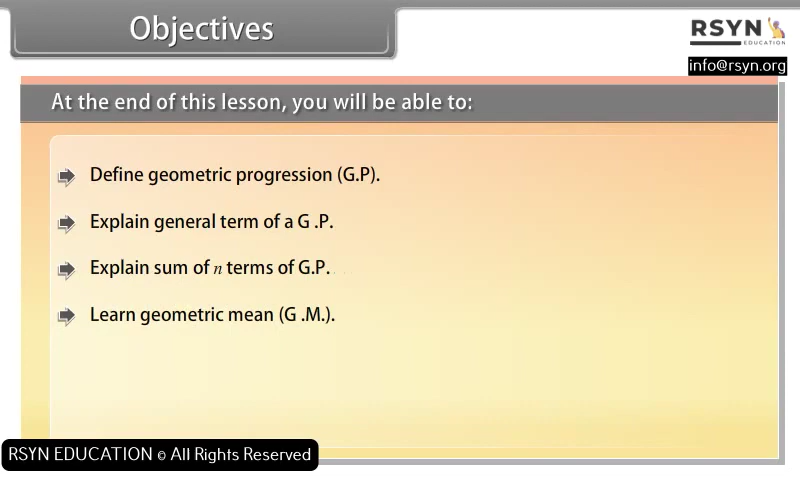 Objectives
RSYN
EDUCATION
info@rsyn.org
At the end of this lesson, you will be able to:
Define geometric progression (G.P).
Explain general term of a G .P.
Explain sum of n terms of G.P.
Learn geometric mean (G .M.).
RSYN EDUCATION © All Rights Reserved